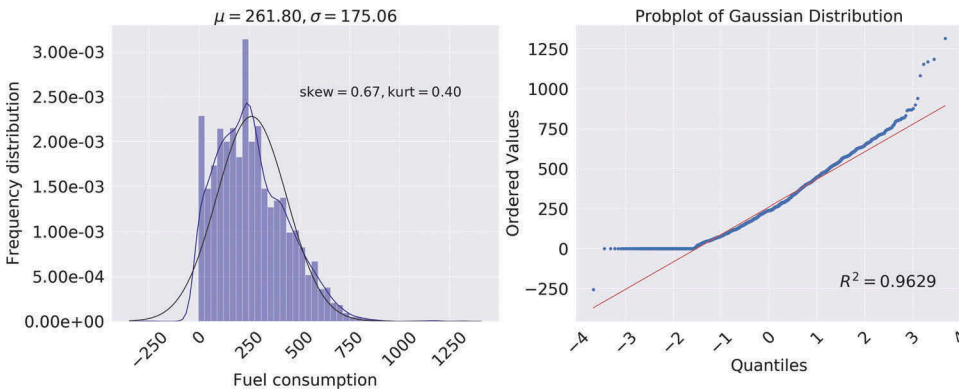 μ = 261.80, σ = 175.06
3.00e-03
2.50e-03
2.00e-03
1.50e-03
1.00e-03
5.00e-04
0.00e+00
Frequency distribution
skew = 0.67, kurt = 0.40
−250
0
250
500
750
1000
1250
Fuel consumption
Probplot of Gaussian Distribution
1250
1000
750
500
250
0
−250
Ordered Values
R² = 0.9629
−4
−3
−2
−1
0
1
2
3
4
Quantiles